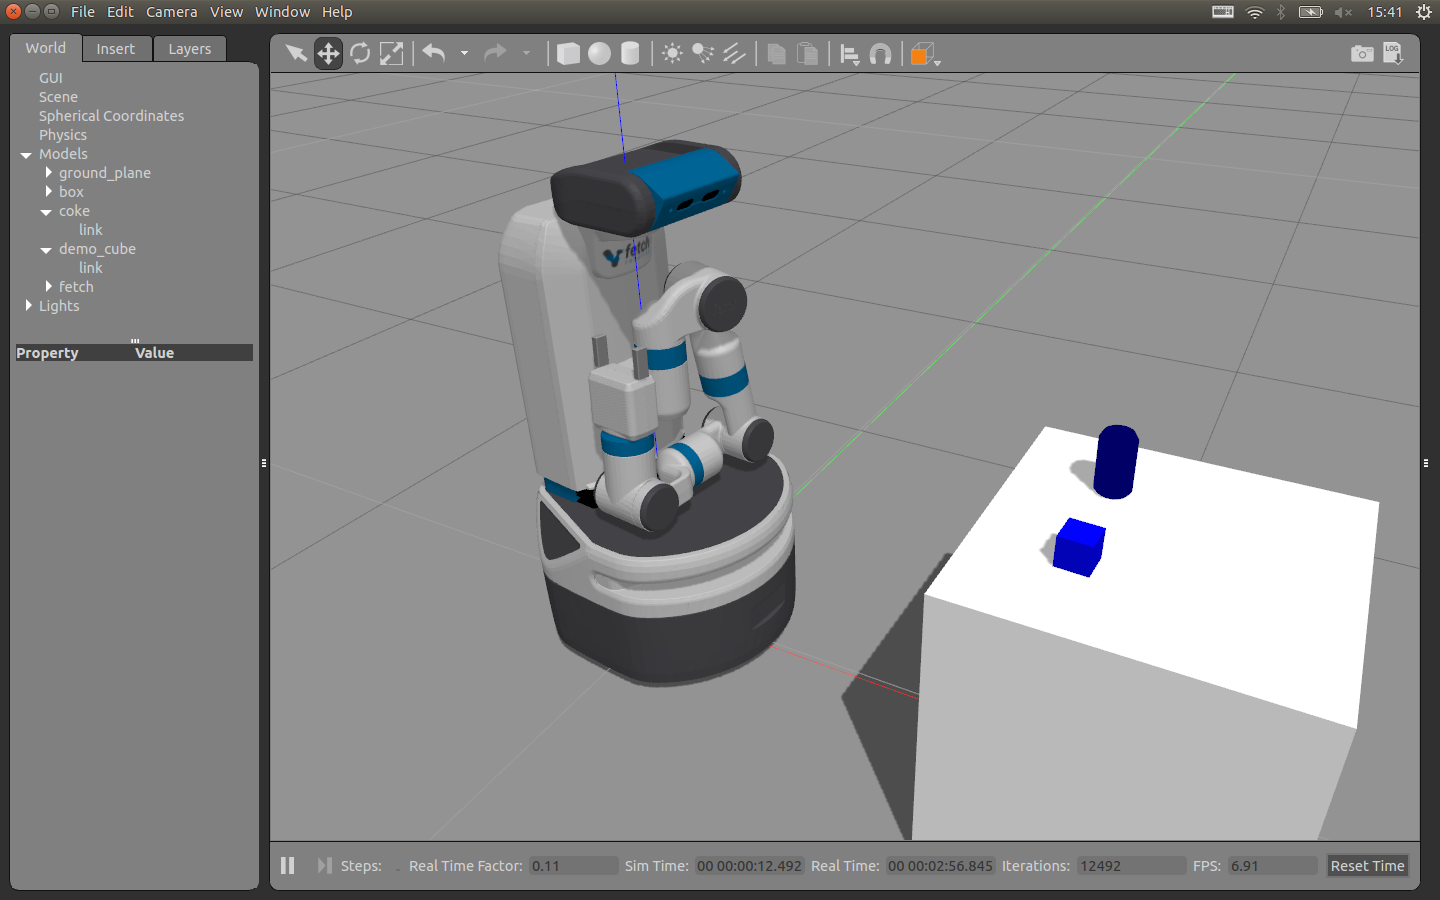 File Edit Camera View Window Help
15:41
World Insert Layers
LOG
GUI
Scene
Spherical Coordinates
Physics
Models
ground_plane
box
coke
link
demo_cube
link
fetch
Lights
Property Value
fetch
Steps: Real Time Factor: 0.11 Sim Time: 00 00:00:12.492 Real Time: 00 00:02:56.845 Iterations: 12492 FPS: 6.91 Reset Time